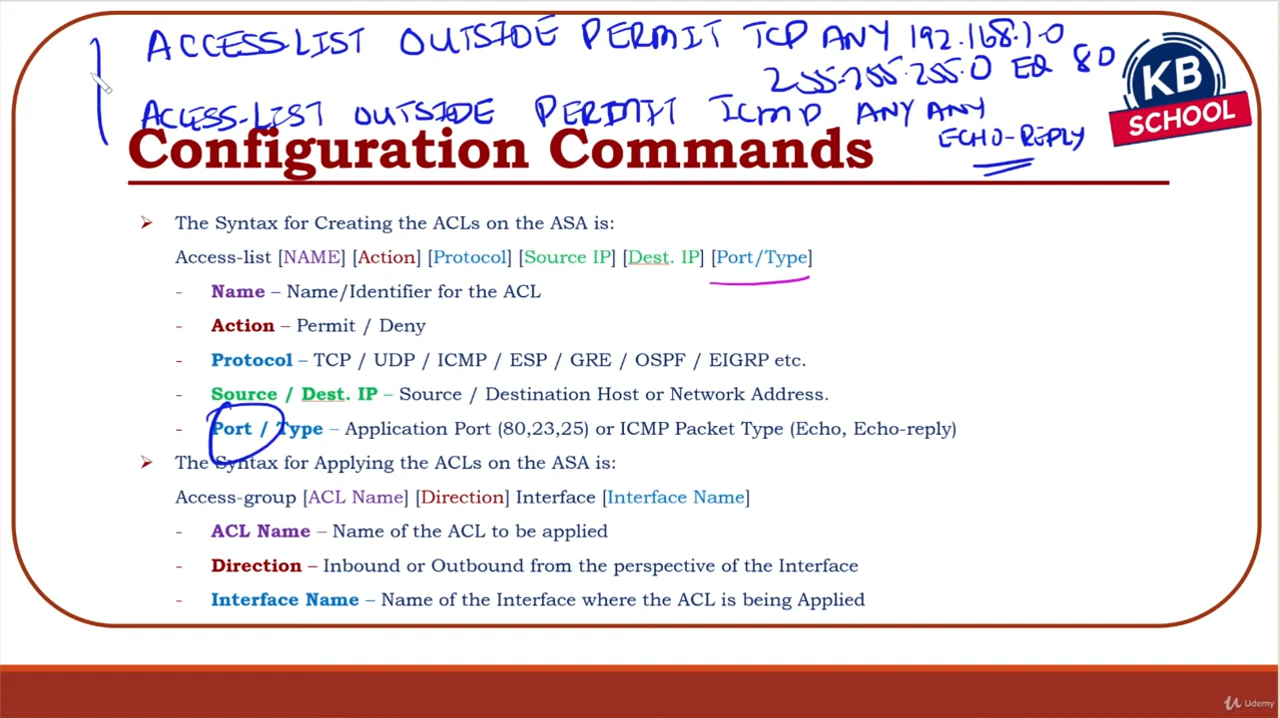 ACCESS-LIST OUTSIDE PERMIT TCP ANY 192.168.1.0
255.255.255.0 EQ 80
ACCESS-LIST OUTSIDE PERMIT ICMP ANY ANY
ECHO-REPLY
KB
SCHOOL
Configuration Commands
The Syntax for Creating the ACLs on the ASA is:
Access-list [NAME] [Action] [Protocol] [Source IP] [Dest. IP] [Port/Type]
- Name – Name/Identifier for the ACL
- Action – Permit / Deny
- Protocol – TCP / UDP / ICMP / ESP / GRE / OSPF / EIGRP etc.
- Source / Dest. IP – Source / Destination Host or Network Address.
- Port / Type – Application Port (80,23,25) or ICMP Packet Type (Echo, Echo-reply)
The Syntax for Applying the ACLs on the ASA is:
Access-group [ACL Name] [Direction] Interface [Interface Name]
- ACL Name – Name of the ACL to be applied
- Direction – Inbound or Outbound from the perspective of the Interface
- Interface Name – Name of the Interface where the ACL is being Applied
Udemy